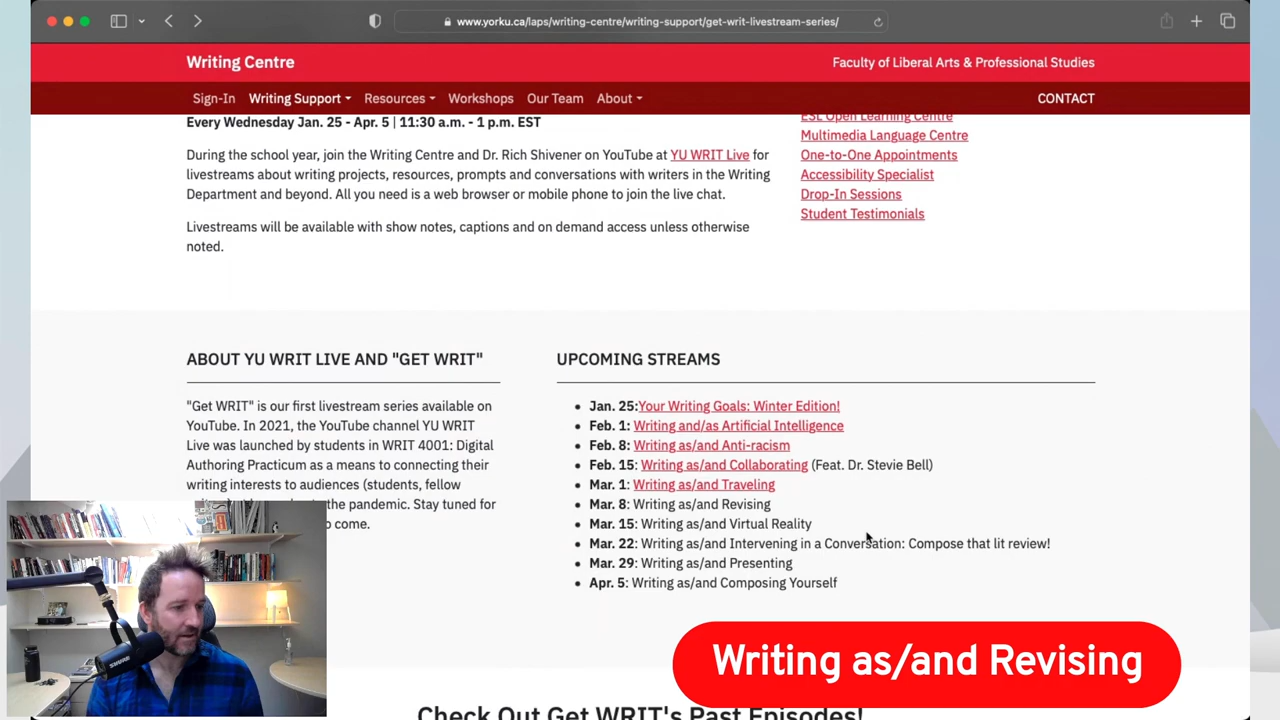 www.yorku.ca/laps/writing-centre/writing-support/get-writ-livestream-series/
Writing Centre
Faculty of Liberal Arts & Professional Studies
Sign-In Writing Support Resources Workshops Our Team About CONTACT
Every Wednesday Jan. 25 - Apr. 5 | 11:30 a.m. - 1 p.m. EST
During the school year, join the Writing Centre and Dr. Rich Shivener on YouTube at YU WRIT Live for
livestreams about writing projects, resources, prompts and conversations with writers in the Writing
Department and beyond. All you need is a web browser or mobile phone to join the live chat.
Livestreams will be available with show notes, captions and on demand access unless otherwise
noted.
ESL Open Learning Centre
Multimedia Language Centre
One-to-One Appointments
Accessibility Specialist
Drop-In Sessions
Student Testimonials
ABOUT YU WRIT LIVE AND "GET WRIT"
"Get WRIT" is our first livestream series available on
YouTube. In 2021, the YouTube channel YU WRIT
Live was launched by students in WRIT 4001: Digital
Authoring Practicum as a means to connecting their
writing interests to audiences (students, fellow
the pandemic. Stay tuned for
to come.
UPCOMING STREAMS
Jan. 25:Your Writing Goals: Winter Edition!
Feb. 1: Writing and/as Artificial Intelligence
Feb. 8: Writing as/and Anti-racism
Feb. 15: Writing as/and Collaborating (Feat. Dr. Stevie Bell)
Mar. 1: Writing as/and Traveling
Mar. 8: Writing as/and Revising
Mar. 15: Writing as/and Virtual Reality
Mar. 22: Writing as/and Intervening in a Conversation: Compose that lit review!
Mar. 29: Writing as/and Presenting
Apr. 5: Writing as/and Composing Yourself
SHURE
Writing as/and Revising
Check Out Get WRIT's Past Episodes!